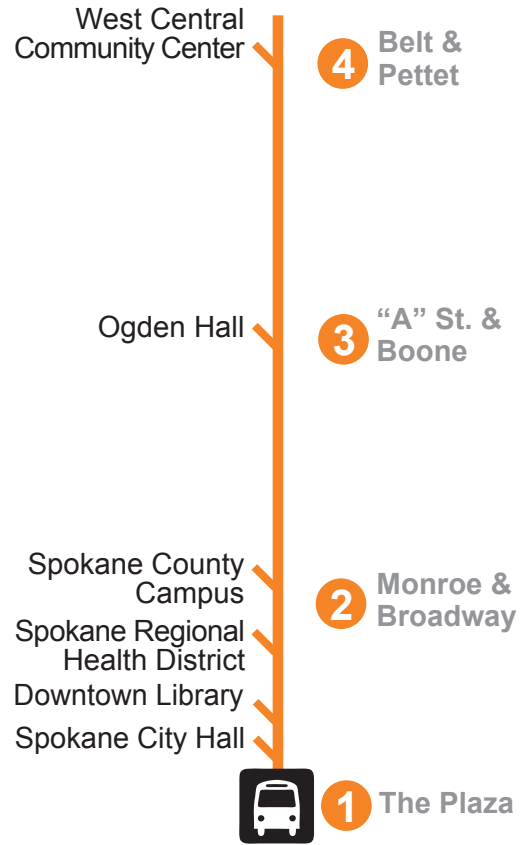 West Central
Community Center
4
Belt &
Pettet
Ogden Hall
3
“A” St. &
Boone
Spokane County
Campus
2
Monroe &
Broadway
Spokane Regional
Health District
Downtown Library
Spokane City Hall
1
The Plaza